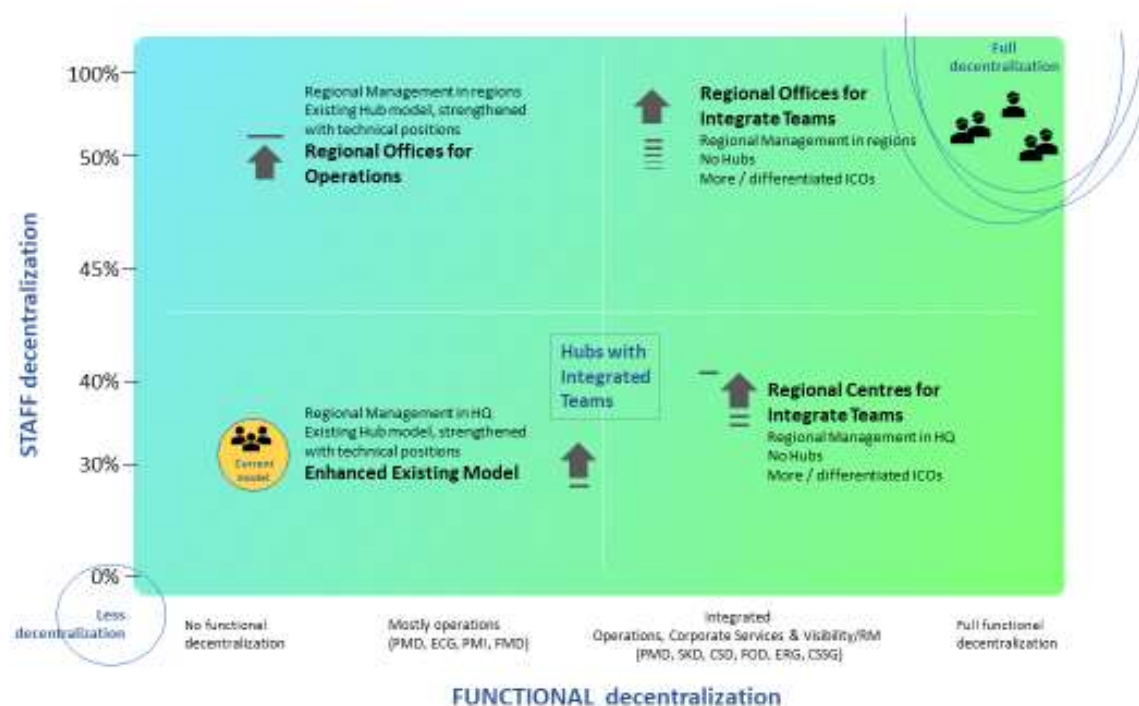 Full
decentralization
100%
Regional Management in regions
Existing Hub model, strengthened
with technical positions
Regional Offices for
Operations
Regional Offices for
Integrate Teams
Regional Management in regions
No Hubs
More / differentiated ICOs
50%
45%
STAFF decentralization
40%
30%
0%
Hubs with
Integrated
Teams
Regional Management in HQ
Existing Hub model, strengthened
with technical positions
Enhanced Existing Model
Current
model
Regional Centres for
Integrate Teams
Regional Management in HQ
No Hubs
More / differentiated ICOs
Less
decentralization
No functional
decentralization
Mostly operations
(PMD, ECG, PMI, FMD)
Integrated
Operations, Corporate Services & Visibility/RM
(PMD, SKD, CSD, FOD, ERG, CSSG)
Full functional
decentralization
FUNCTIONAL decentralization